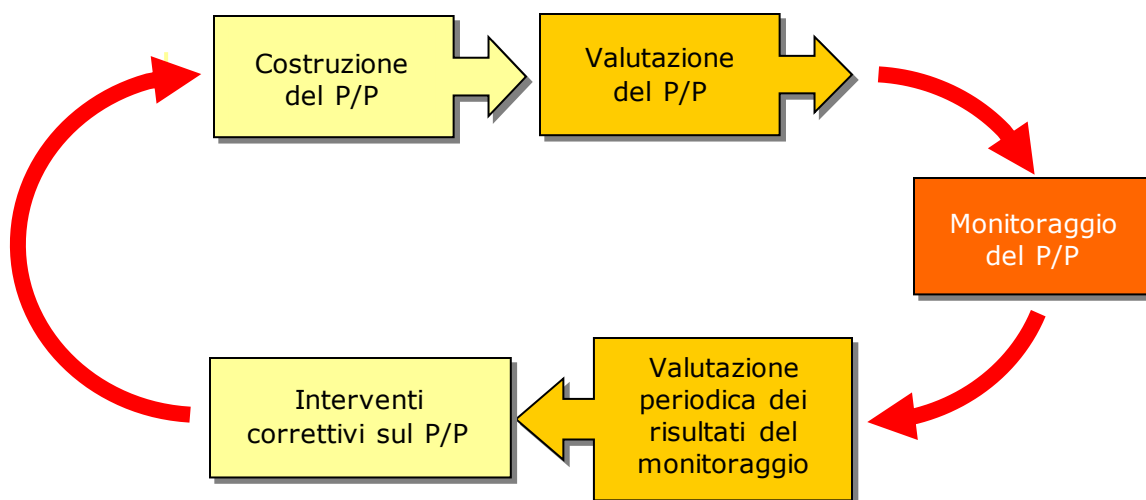 Costruzione
del P/P
Valutazione
del P/P
Monitoraggio
del P/P
Valutazione
periodica dei
risultati del
monitoraggio
Interventi
correttivi sul P/P